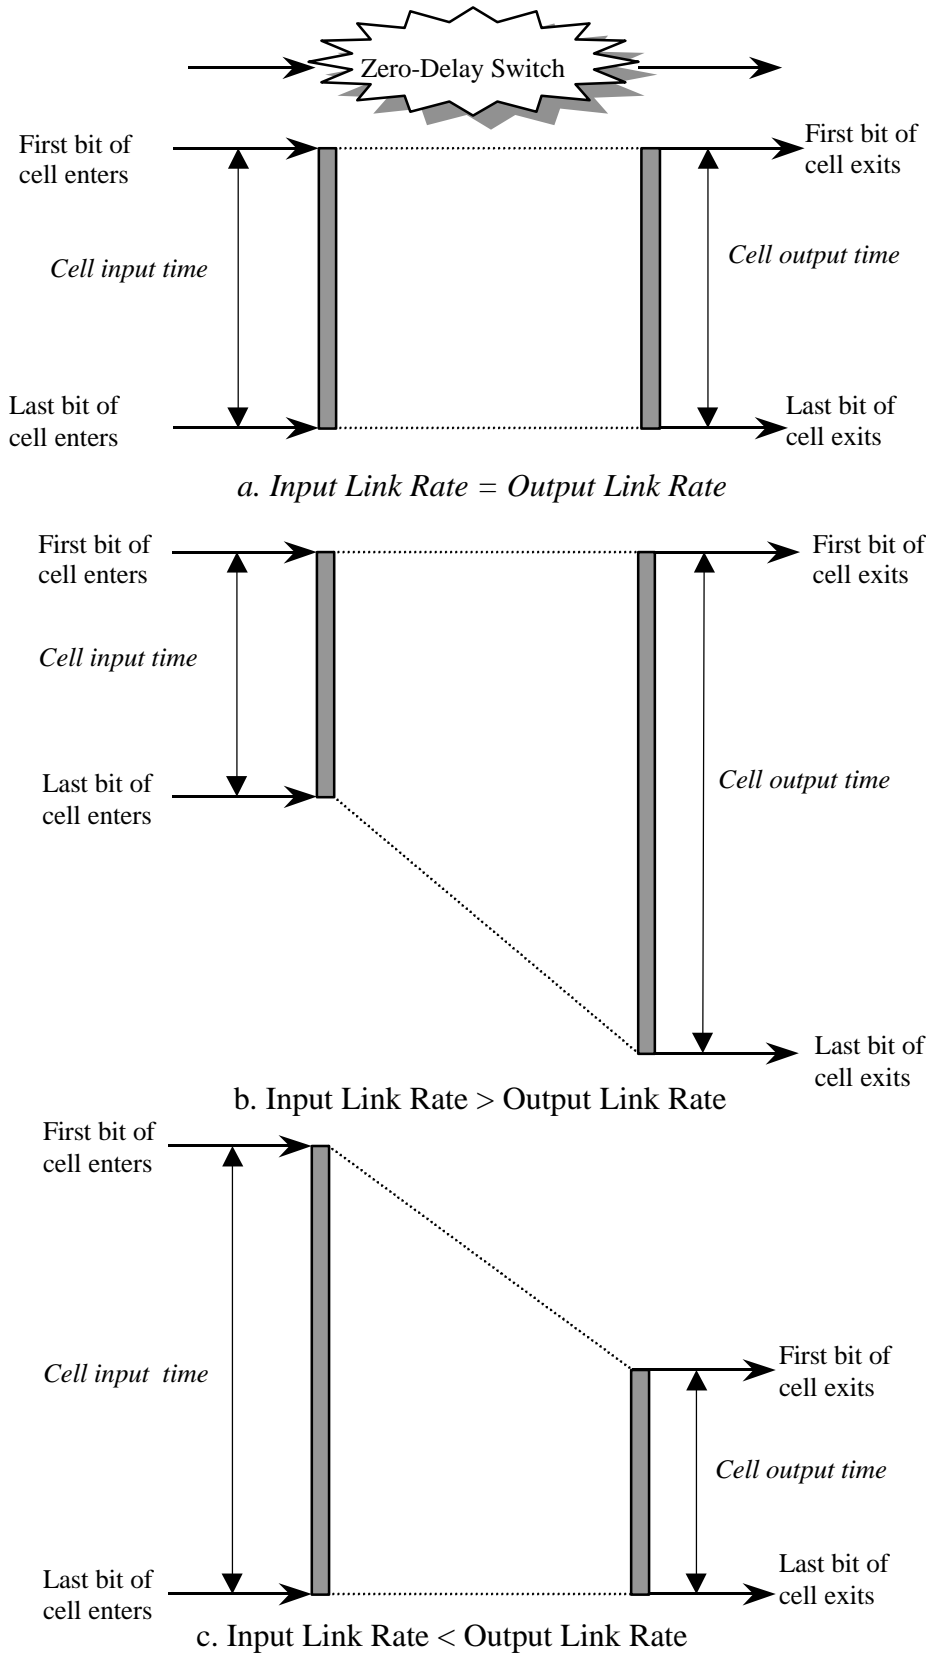 Zero-Delay Switch
First bit of
cell enters
First bit of
cell exits
Cell input time
Cell output time
Last bit of
cell enters
Last bit of
cell exits
a. Input Link Rate = Output Link Rate
First bit of
cell enters
First bit of
cell exits
Cell input time
Last bit of
cell enters
Cell output time
Last bit of
cell exits
b. Input Link Rate > Output Link Rate
First bit of
cell enters
Cell input time
First bit of
cell exits
Cell output time
Last bit of
cell enters
Last bit of
cell exits
c. Input Link Rate < Output Link Rate